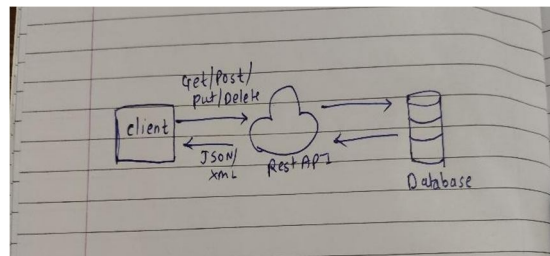 Get/Post/
Put/Delete
client
JSON/
XML
Rest API
Database